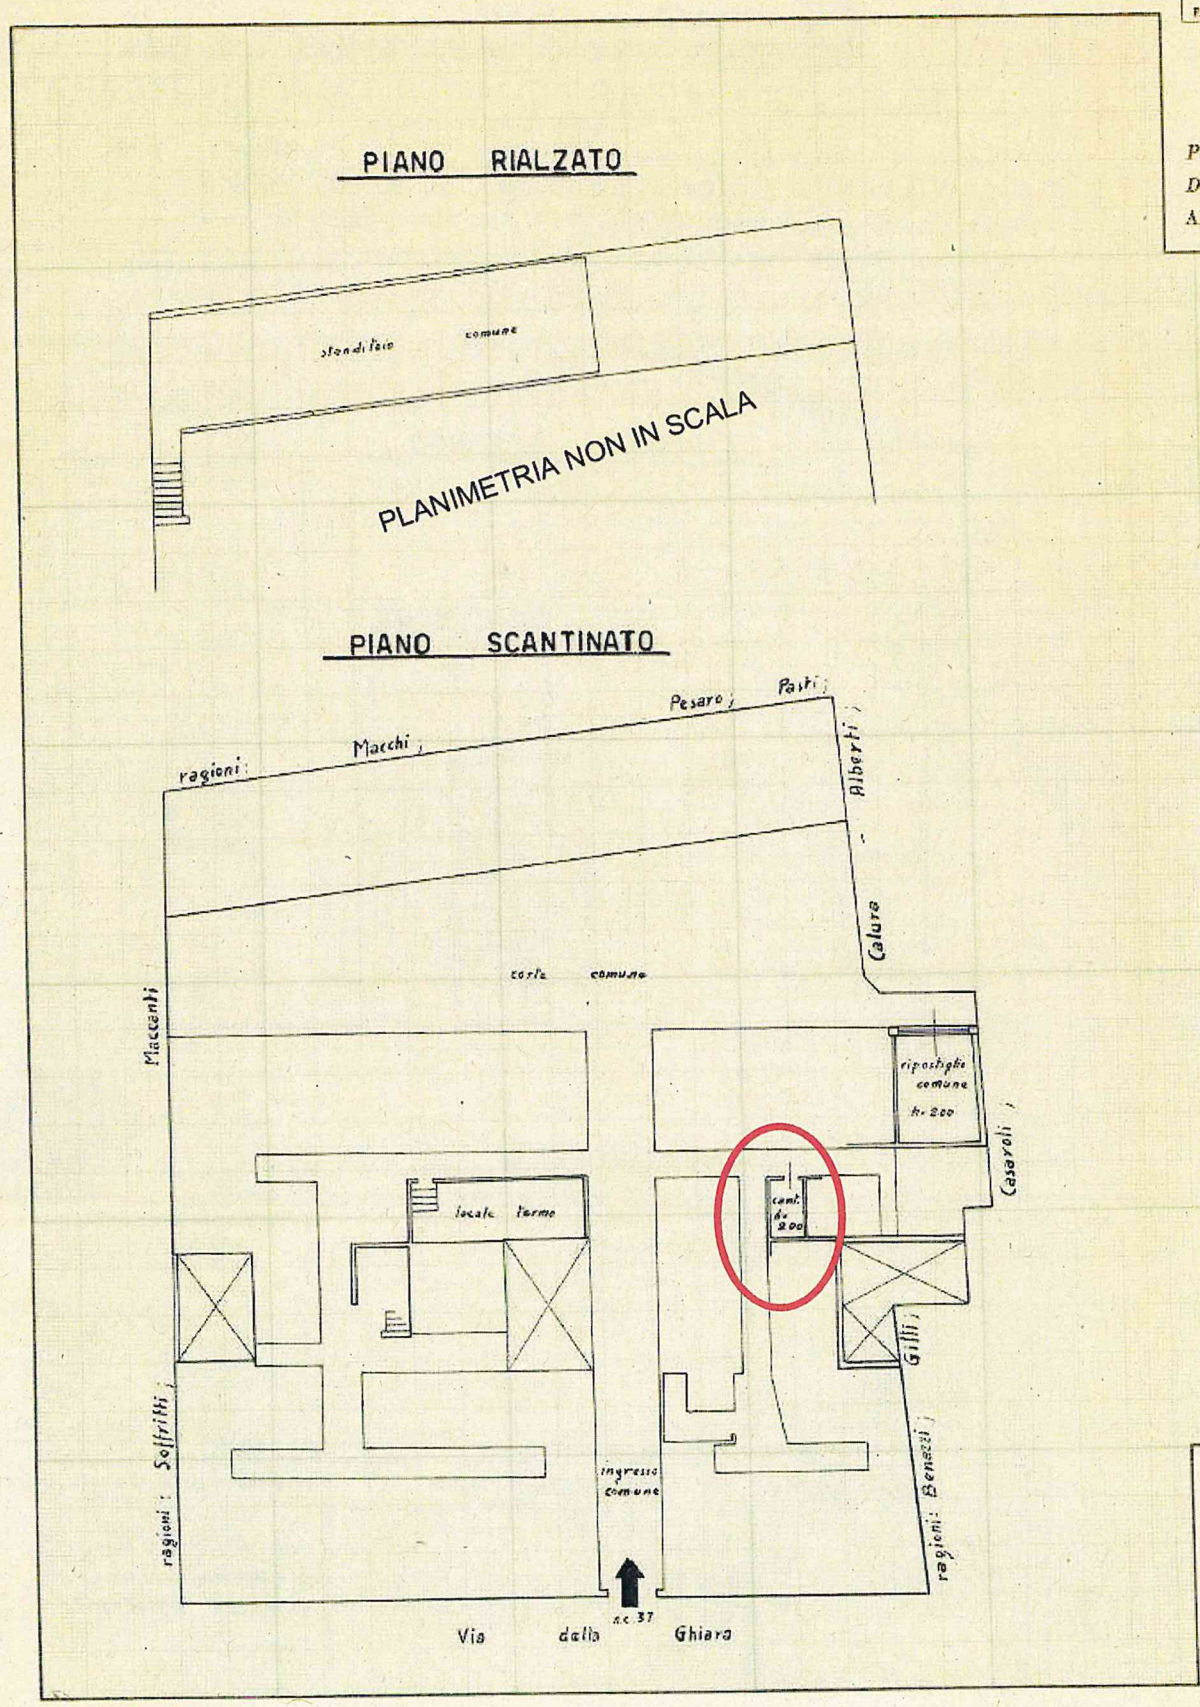 P
D
A
PIANO RIALZATO
stenditoio comune
PLANIMETRIA NON IN SCALA
PIANO SCANTINATO
ragioni: Macchi; Pesaro; Pasti;
Alberti;
-
Calura
corte comune
Maccanti
ripostiglio
comune
h= 200
Casaroli;
cant.
h=
200
locale termo
Gilli;
ragioni: Soffritti;
ragioni: Benazzi;
ingresso
comune
n.c. 37
Via della Ghiara